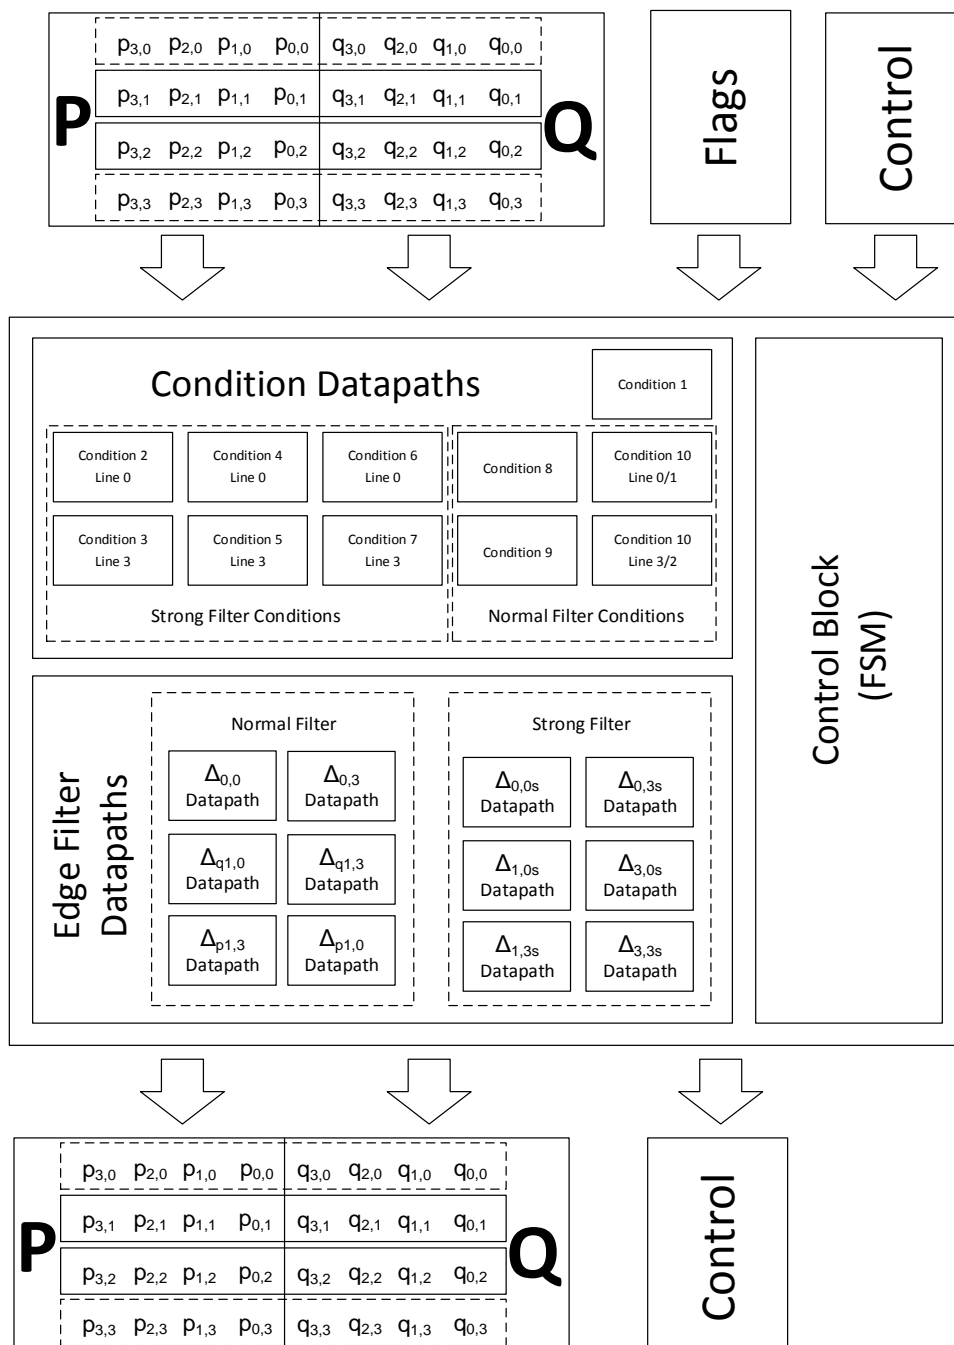 p3,0 p2,0 p1,0 p0,0 q3,0 q2,0 q1,0 q0,0
p3,1 p2,1 p1,1 p0,1 q3,1 q2,1 q1,1 q0,1
P Q
p3,2 p2,2 p1,2 p0,2 q3,2 q2,2 q1,2 q0,2
p3,3 p2,3 p1,3 p0,3 q3,3 q2,3 q1,3 q0,3
Flags
Control
Condition Datapaths
Condition 1
Condition 2
Line 0
Condition 4
Line 0
Condition 6
Line 0
Condition 8
Condition 10
Line 0/1
Condition 3
Line 3
Condition 5
Line 3
Condition 7
Line 3
Condition 9
Condition 10
Line 3/2
Strong Filter Conditions
Normal Filter Conditions
Control Block
(FSM)
Edge Filter
Datapaths
Normal Filter
Δ0,0
Datapath
Δ0,3
Datapath
Δq1,0
Datapath
Δq1,3
Datapath
Δp1,3
Datapath
Δp1,0
Datapath
Strong Filter
Δ0,0s
Datapath
Δ0,3s
Datapath
Δ1,0s
Datapath
Δ3,0s
Datapath
Δ1,3s
Datapath
Δ3,3s
Datapath
p3,0 p2,0 p1,0 p0,0 q3,0 q2,0 q1,0 q0,0
p3,1 p2,1 p1,1 p0,1 q3,1 q2,1 q1,1 q0,1
P Q
p3,2 p2,2 p1,2 p0,2 q3,2 q2,2 q1,2 q0,2
p3,3 p2,3 p1,3 p0,3 q3,3 q2,3 q1,3 q0,3
Control